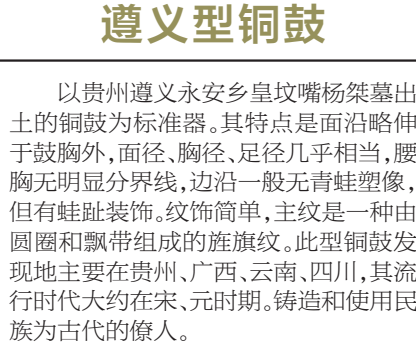 遵义型铜鼓
以贵州遵义永安乡皇坟嘴杨桀墓出
土的铜鼓为标准器。其特点是面沿略伸
于鼓胸外，面径、胸径、足径几乎相当，腰
胸无明显分界线，边沿一般无青蛙塑像，
但有蛙趾装饰。纹饰简单，主纹是一种由
圆圈和飘带组成的旌旗纹。此型铜鼓发
现地主要在贵州、广西、云南、四川，其流
行时代大约在宋、元时期。铸造和使用民
族为古代的僚人。